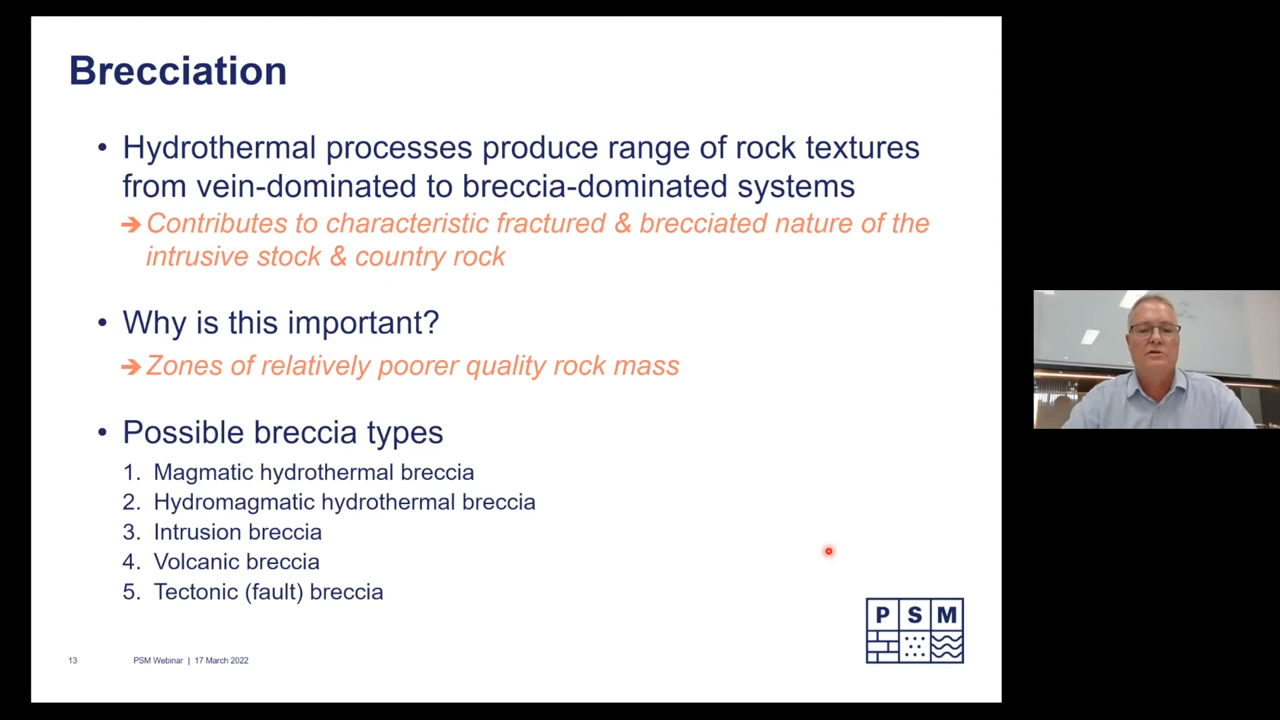 Brecciation
• Hydrothermal processes produce range of rock textures
from vein-dominated to breccia-dominated systems
➔ Contributes to characteristic fractured & brecciated nature of the
intrusive stock & country rock
• Why is this important?
➔ Zones of relatively poorer quality rock mass
• Possible breccia types
1. Magmatic hydrothermal breccia
2. Hydromagmatic hydrothermal breccia
3. Intrusion breccia
4. Volcanic breccia
5. Tectonic (fault) breccia
P S M
13 PSM Webinar | 17 March 2022